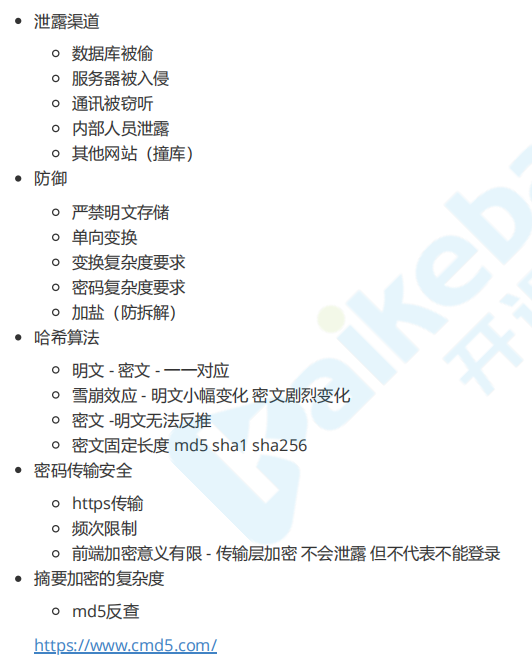 泄露渠道
数据库被偷
服务器被入侵
通讯被窃听
内部人员泄露
其他网站（撞库）
防御
严禁明文存储
单向变换
变换复杂度要求
密码复杂度要求
加盐（防拆解）
哈希算法
明文 - 密文 - 一一对应
雪崩效应 - 明文小幅变化 密文剧烈变化
密文 -明文无法反推
密文固定长度 md5 sha1 sha256
密码传输安全
https传输
频次限制
前端加密意义有限 - 传输层加密 不会泄露 但不代表不能登录
摘要加密的复杂度
md5反查
https://www.cmd5.com/